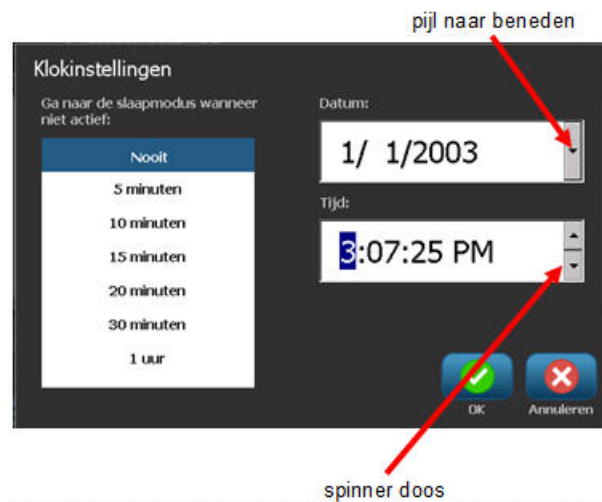 pijl naar beneden
Klokinstellingen
Ga naar de slaapmodus wanneer
niet actief:
Nooit
5 minuten
10 minuten
15 minuten
20 minuten
30 minuten
1 uur
Datum:
1/ 1/2003
Tijd:
3:07:25 PM
OK
Annuleren
spinner doos